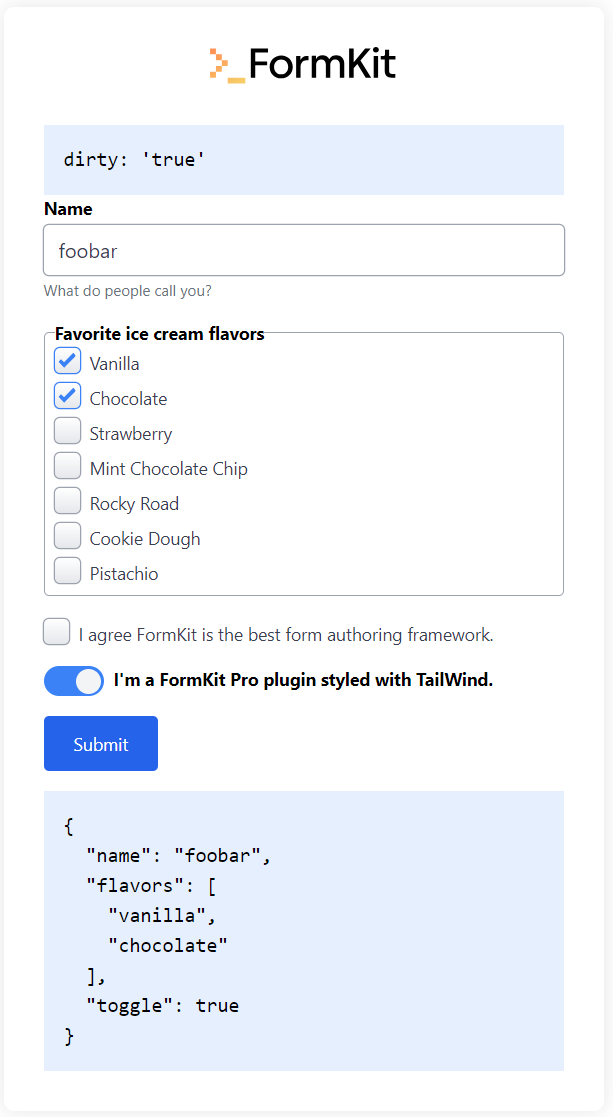 FormKit
dirty: 'true'
Name
foobar
What do people call you?
Favorite ice cream flavors
Vanilla
Chocolate
Strawberry
Mint Chocolate Chip
Rocky Road
Cookie Dough
Pistachio
I agree FormKit is the best form authoring framework.
I'm a FormKit Pro plugin styled with TailWind.
Submit
{
  "name": "foobar",
  "flavors": [
    "vanilla",
    "chocolate"
  ],
  "toggle": true
}